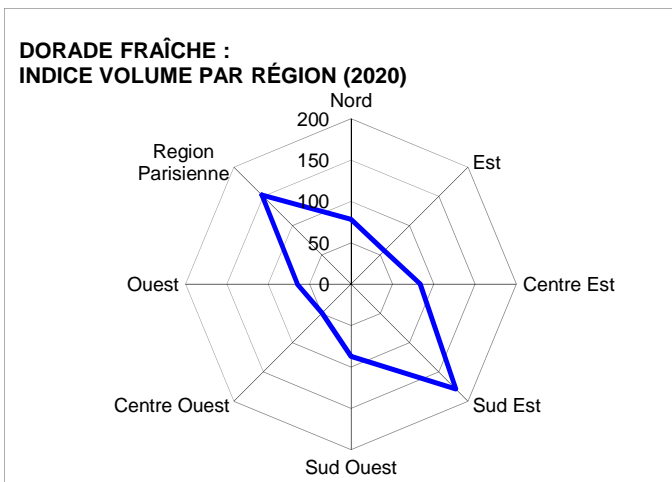 DORADE FRAÎCHE :
INDICE VOLUME PAR RÉGION (2020)
Nord
200
Region
Parisienne
150
Est
100
50
Ouest
0
Centre Est
Centre Ouest
Sud Est
Sud Ouest